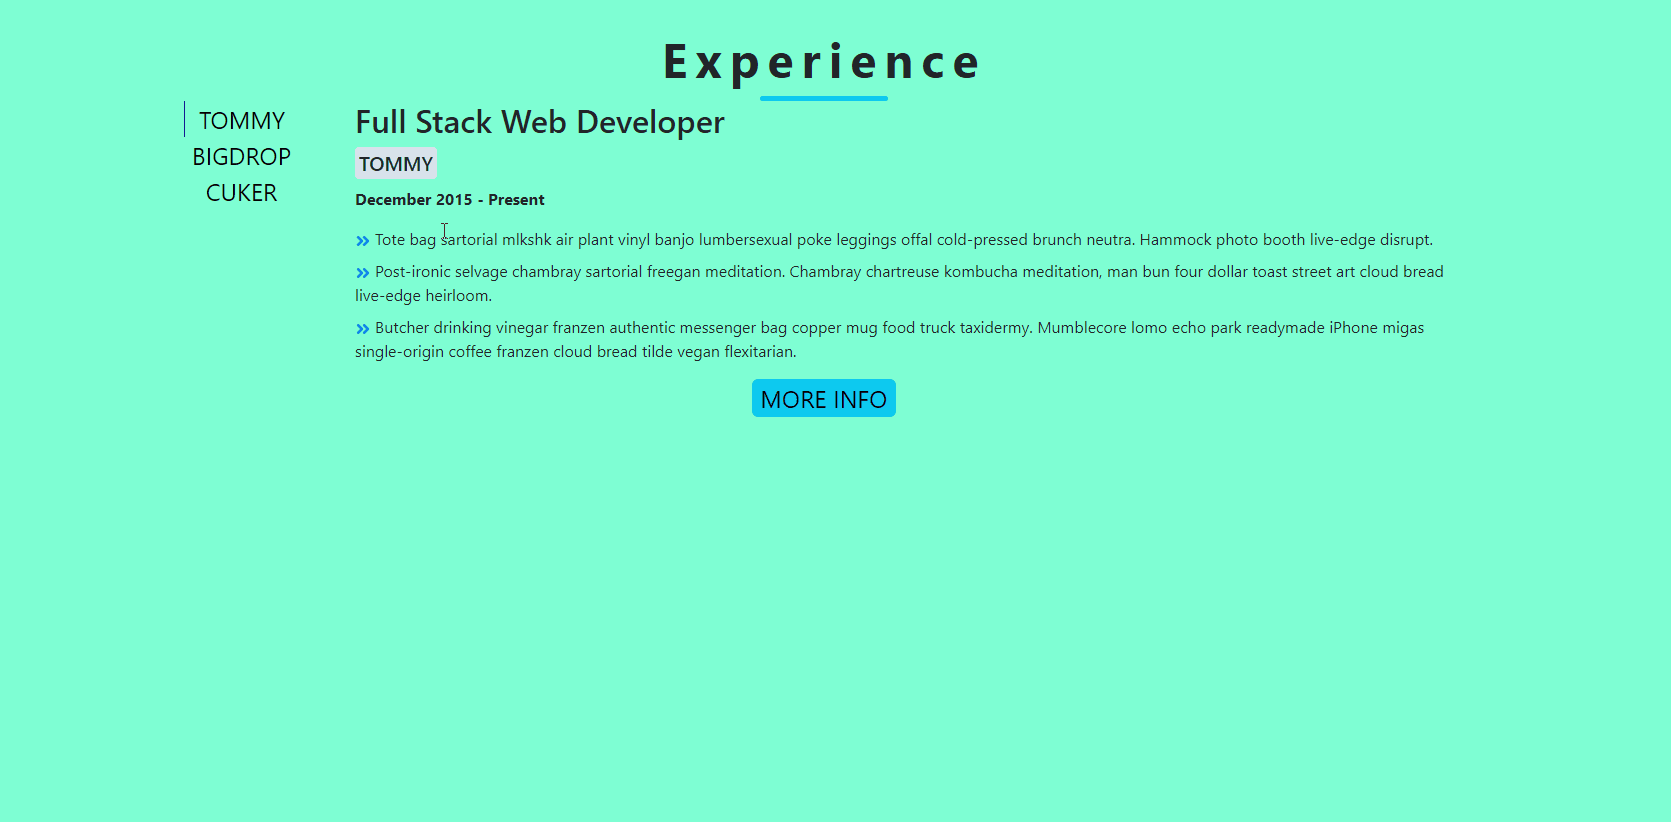 Experience
TOMMY
BIGDROP
CUKER
Full Stack Web Developer
TOMMY
December 2015 - Present
Tote bag sartorial mlkshk air plant vinyl banjo lumbersexual poke leggings offal cold-pressed brunch neutra. Hammock photo booth live-edge disrupt.
Post-ironic selvage chambray sartorial freegan meditation. Chambray chartreuse kombucha meditation, man bun four dollar toast street art cloud bread
live-edge heirloom.
Butcher drinking vinegar franzen authentic messenger bag copper mug food truck taxidermy. Mumblecore lomo echo park readymade iPhone migas
single-origin coffee franzen cloud bread tilde vegan flexitarian.
MORE INFO